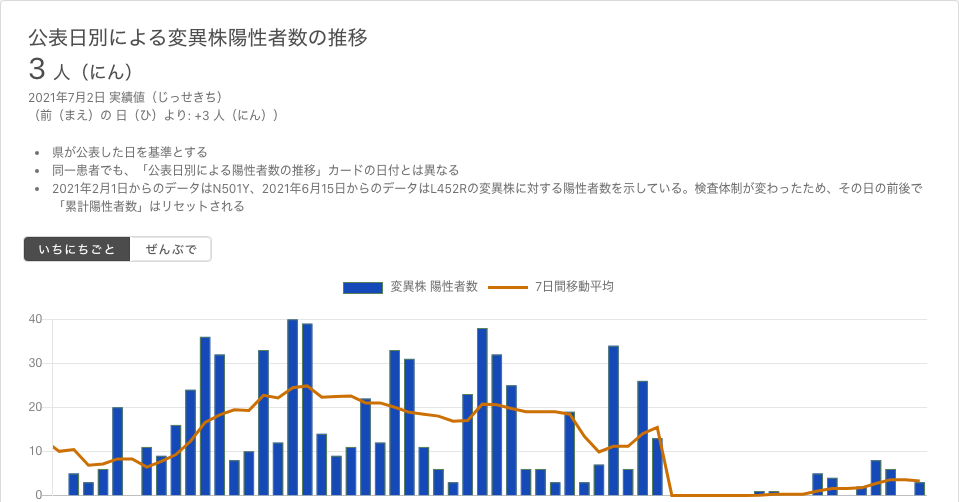 公表日別による変異株陽性者数の推移
3 人（にん）
2021年7月2日 実績値（じっせきち）
（前（まえ）の 日（ひ）より: +3 人（にん））
• 県が公表した日を基準とする
• 同一患者でも、「公表日別による陽性者数の推移」カードの日付とは異なる
• 2021年2月1日からのデータはN501Y、2021年6月15日からのデータはL452Rの変異株に対する陽性者数を示している。検査体制が変わったため、その日の前後で
「累計陽性者数」はリセットされる
いちにちごと ぜんぶで
変異株 陽性者数 7日間移動平均
40
30
20
10
0